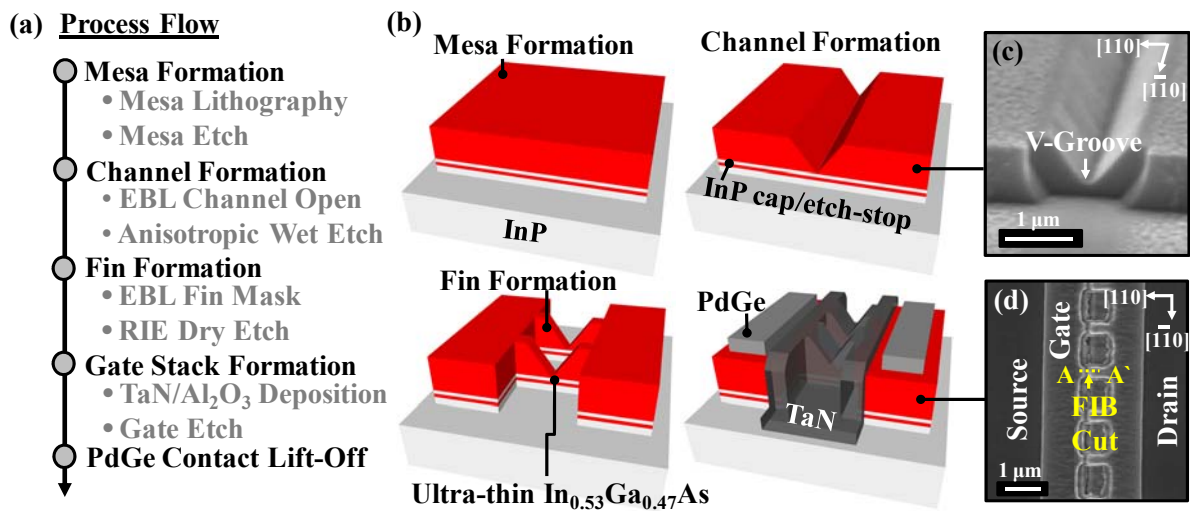 (a) Process Flow
Mesa Formation
• Mesa Lithography
• Mesa Etch
Channel Formation
• EBL Channel Open
• Anisotropic Wet Etch
Fin Formation
• EBL Fin Mask
• RIE Dry Etch
Gate Stack Formation
• TaN/Al₂O₃ Deposition
• Gate Etch
PdGe Contact Lift-Off
(b)
Mesa Formation
InP
Channel Formation
InP cap/etch-stop
Fin Formation
Ultra-thin In₀.₅₃Ga₀.₄₇As
PdGe
TaN
(c)
[110]
[1̄10]
V-Groove
1 μm
(d)
[110]
[1̄10]
Gate
Source
A A`
FIB
Cut
Drain
1 μm